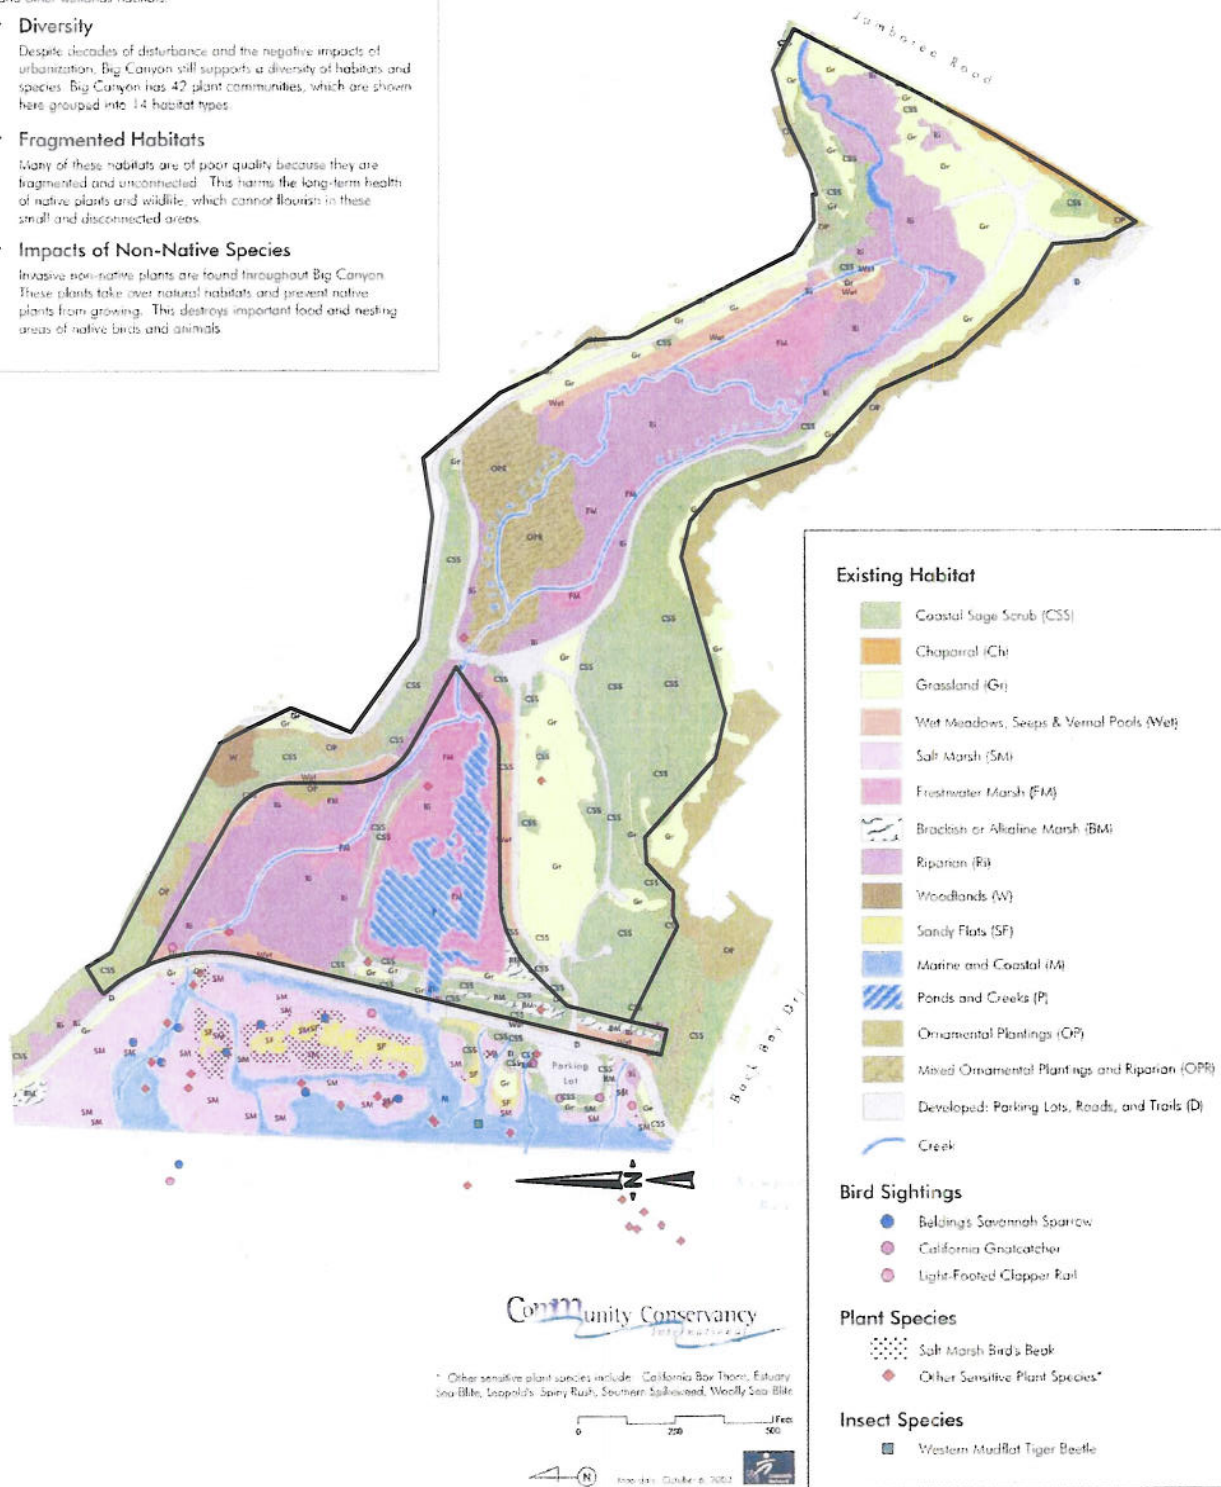 and other wetlands habitats.
Diversity
Despite decades of disturbance and the negative impacts of
urbanization, Big Canyon still supports a diversity of habitats and
species. Big Canyon has 42 plant communities, which are shown
here grouped into 14 habitat types.
Fragmented Habitats
Many of these habitats are of poor quality because they are
fragmented and unconnected. This harms the long-term health
of native plants and wildlife, which cannot flourish in these
small and disconnected areas.
Impacts of Non-Native Species
Invasive non-native plants are found throughout Big Canyon.
These plants take over natural habitats and prevent native
plants from growing. This destroys important food and nesting
areas of native birds and animals
Jamboree Road
Back Bay Dri
Parking
Lot
Existing Habitat
Coastal Sage Scrub (CSS)
Chaparral (Ch)
Grassland (Gr)
Wet Meadows, Seeps & Vernal Pools (Wet)
Salt Marsh (SM)
Freshwater Marsh (FM)
Brackish or Alkaline Marsh (BM)
Riparian (Ri)
Woodlands (W)
Sandy Flats (SF)
Marine and Coastal (M)
Ponds and Creeks (P)
Ornamental Plantings (OP)
Mixed Ornamental Plantings and Riparian (OPR)
Developed: Parking Lots, Roads, and Trails (D)
Creek
Bird Sightings
Beldings Savannah Sparrow
California Gnatcatcher
Light-Footed Clapper Rail
Plant Species
Salt Marsh Bird's Beak
Other Sensitive Plant Species*
Insect Species
Western Mudflat Tiger Beetle
N
Community Conservancy
International
* Other sensitive plant species include: California Box Thorn, Estuary
Sea-Blite, Leopold's Spiny Rush, Southern Spikeweed, Woolly Sea-Blite
Feet
0 250 500
N
Map date: October 6, 2002